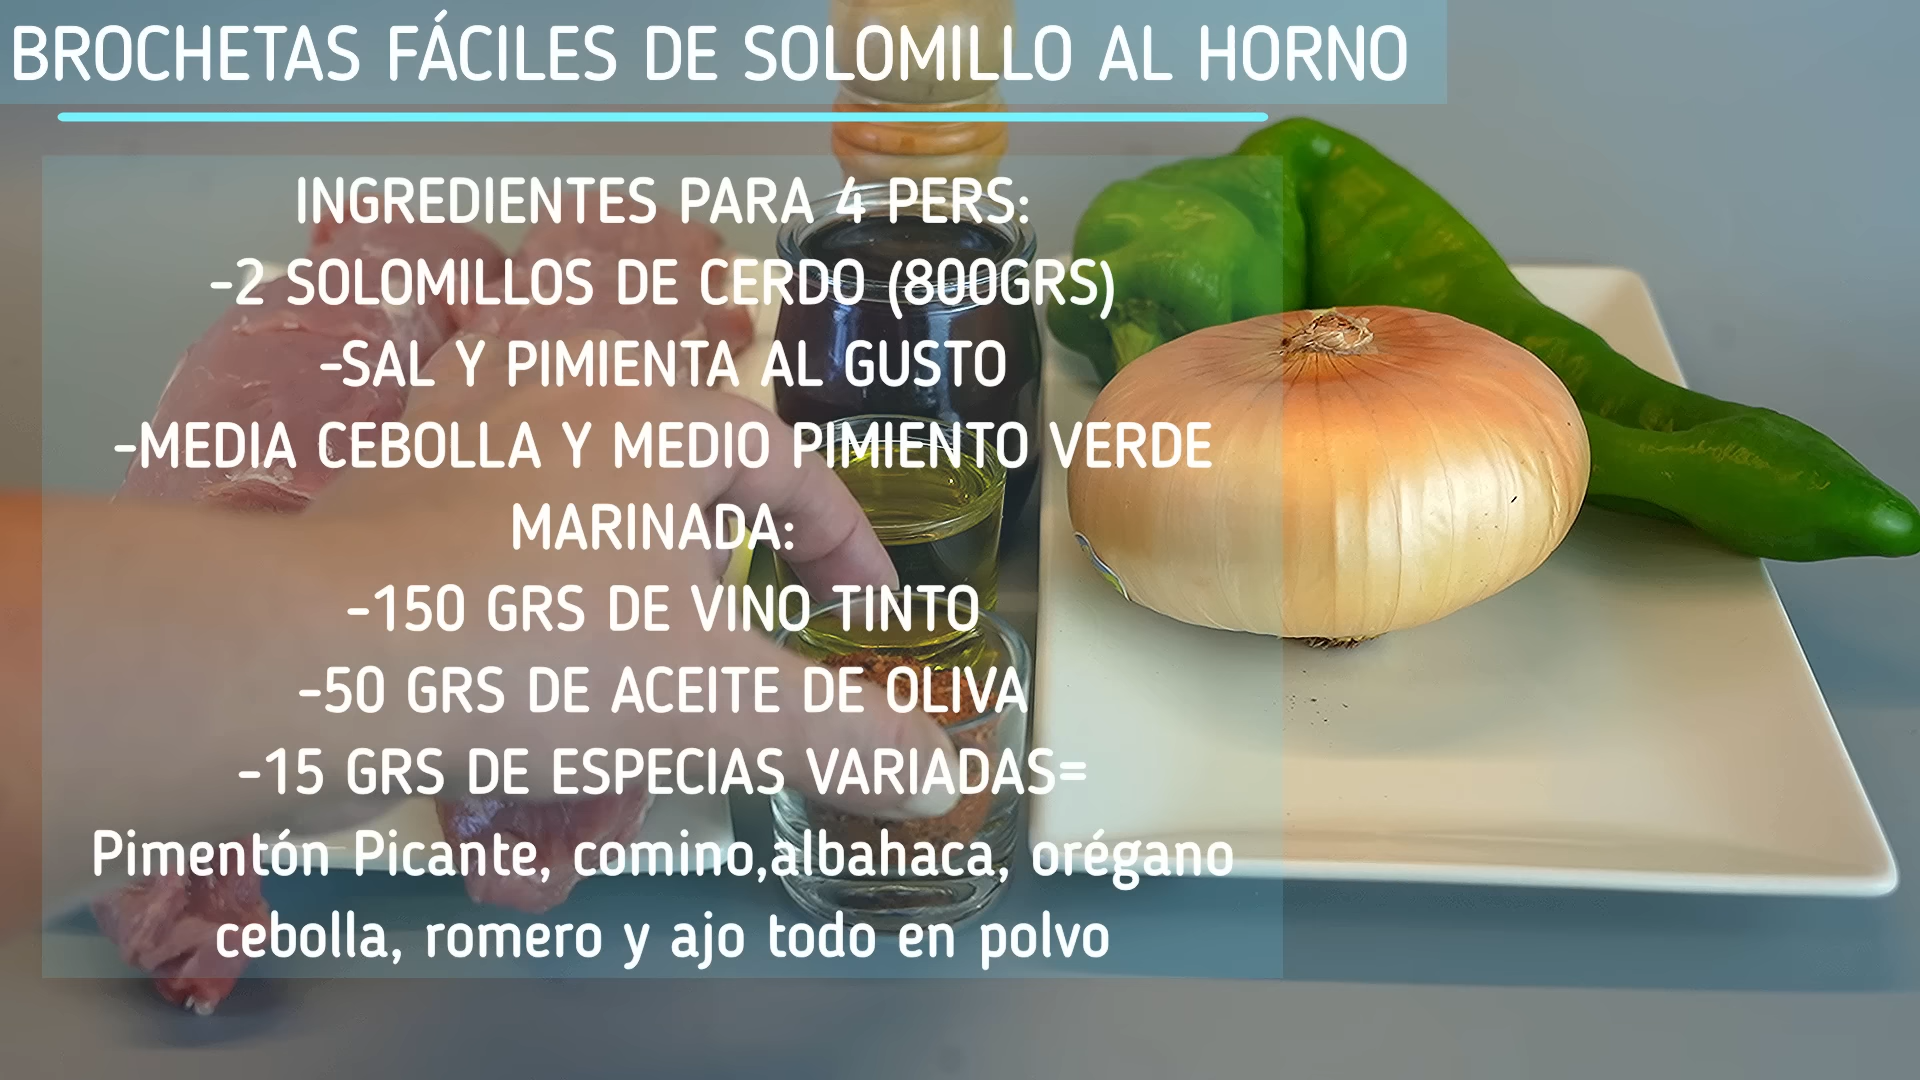 BROCHETAS FÁCILES DE SOLOMILLO AL HORNO
INGREDIENTES PARA 4 PERS:
-2 SOLOMILLOS DE CERDO (800GRS)
-SAL Y PIMIENTA AL GUSTO
-MEDIA CEBOLLA Y MEDIO PIMIENTO VERDE
MARINADA:
-150 GRS DE VINO TINTO
-50 GRS DE ACEITE DE OLIVA
-15 GRS DE ESPECIAS VARIADAS=
Pimentón Picante, comino,albahaca, orégano
cebolla, romero y ajo todo en polvo